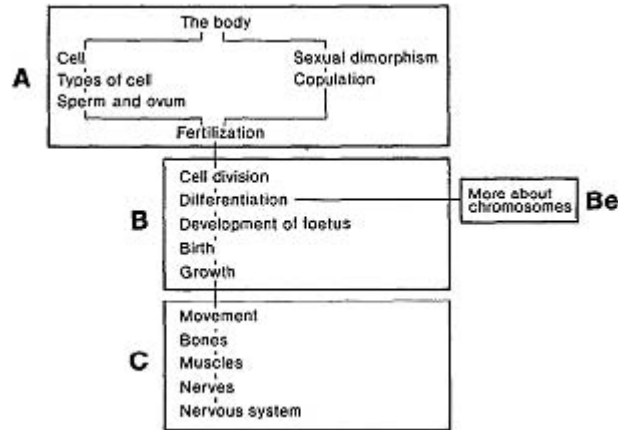 The body
A
Cell
Types of cell
Sperm and ovum
Sexual dimorphism
Copulation
Fertilization
B
Cell division
Differentiation
Development of foetus
Birth
Growth
More about
chromosomes
Be
C
Movement
Bones
Muscles
Nerves
Nervous system